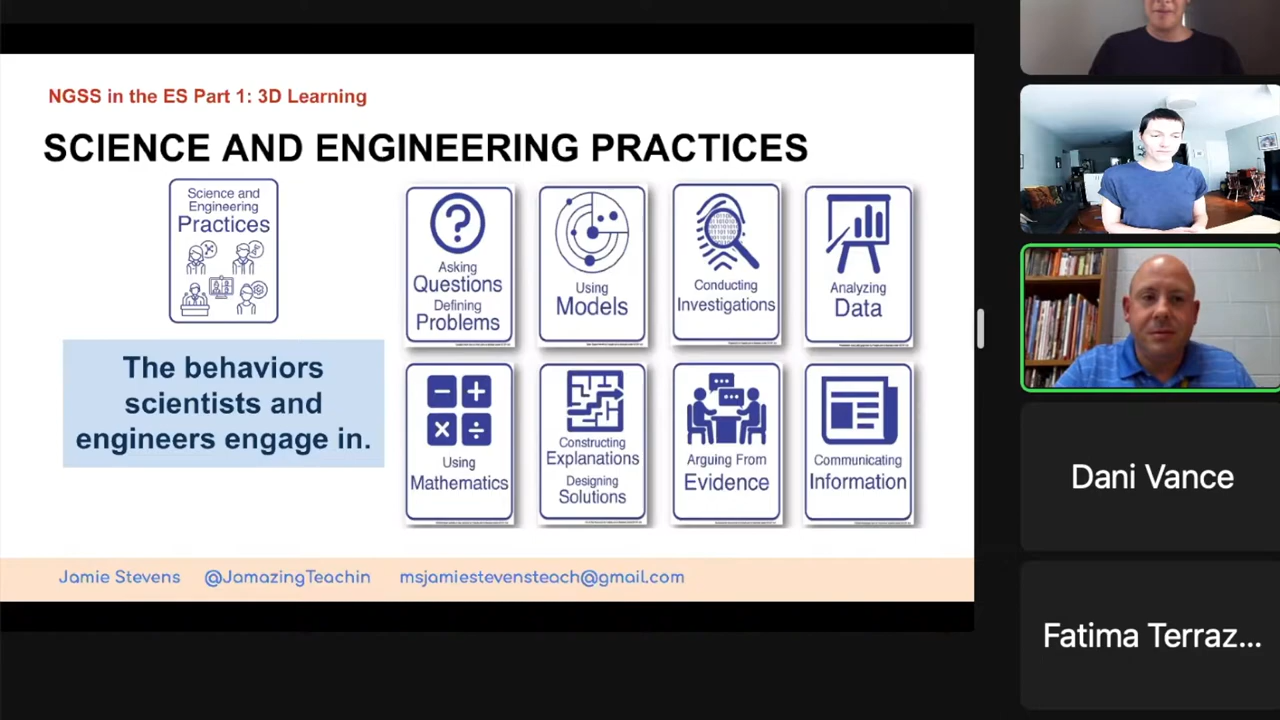 NGSS in the ES Part 1: 3D Learning
SCIENCE AND ENGINEERING PRACTICES
Science and
Engineering
Practices
The behaviors
scientists and
engineers engage in.
Asking
Questions
Defining
Problems
Using
Models
Conducting
Investigations
Analyzing
Data
Using
Mathematics
Constructing
Explanations
Designing
Solutions
Arguing From
Evidence
Communicating
Information
Jamie Stevens @JamazingTeachin msjamiestevensteach@gmail.com
Dani Vance
Fatima Terraz...